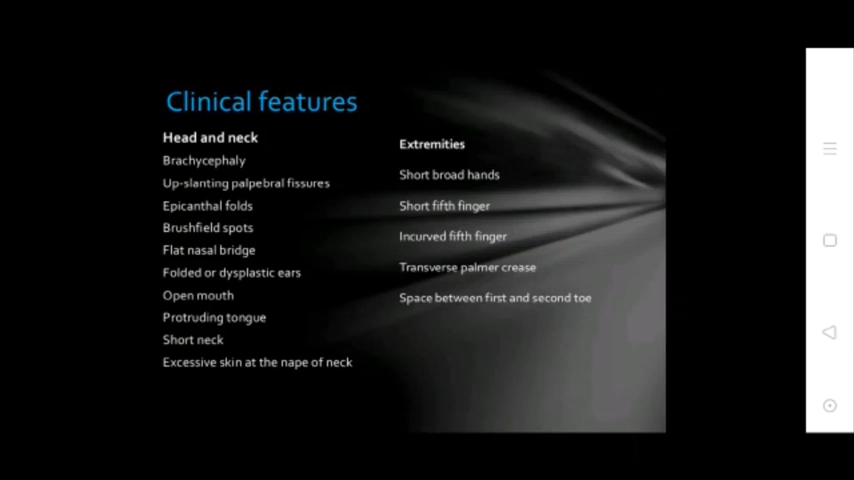 Clinical features
Head and neck
Brachycephaly
Up-slanting palpebral fissures
Epicanthal folds
Brushfield spots
Flat nasal bridge
Folded or dysplastic ears
Open mouth
Protruding tongue
Short neck
Excessive skin at the nape of neck
Extremities
Short broad hands
Short fifth finger
Incurved fifth finger
Transverse palmer crease
Space between first and second toe